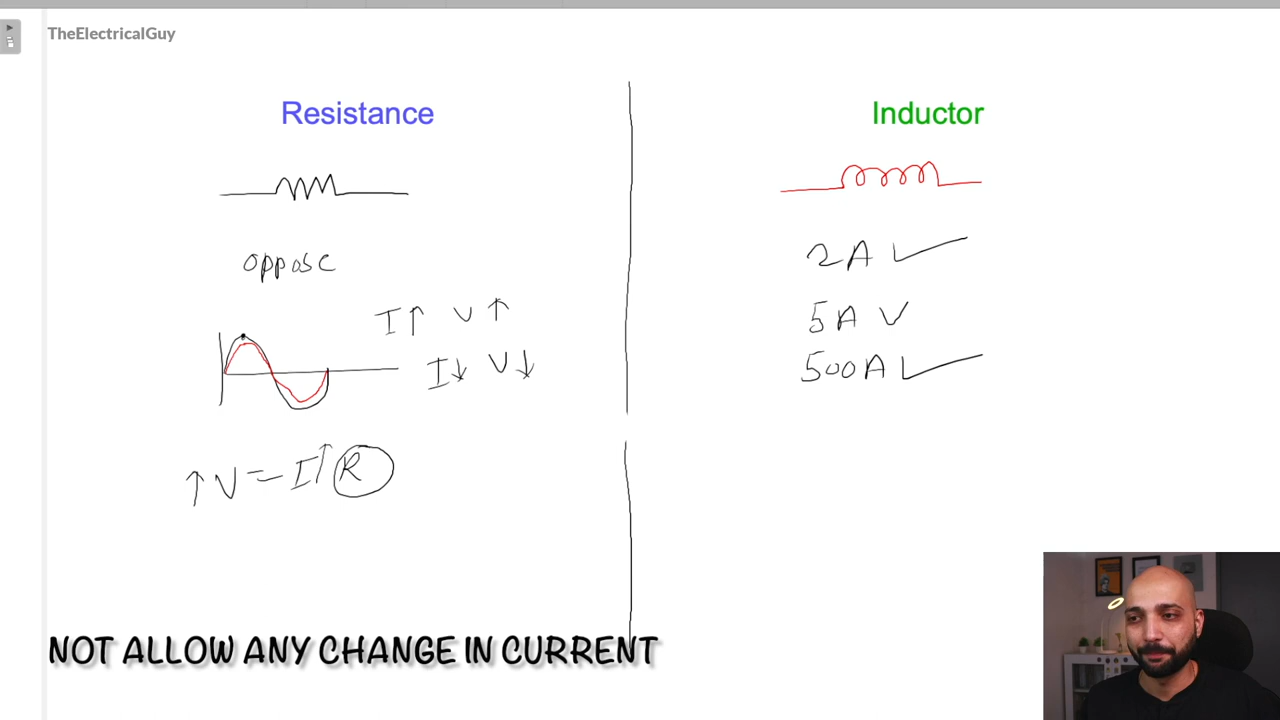 TheElectricalGuy
Resistance
oppose
I↑ V↑
I↓ V↓
↑V=I↑R
Inductor
2A ✓
5A ✓
500A ✓
NOT ALLOW ANY CHANGE IN CURRENT